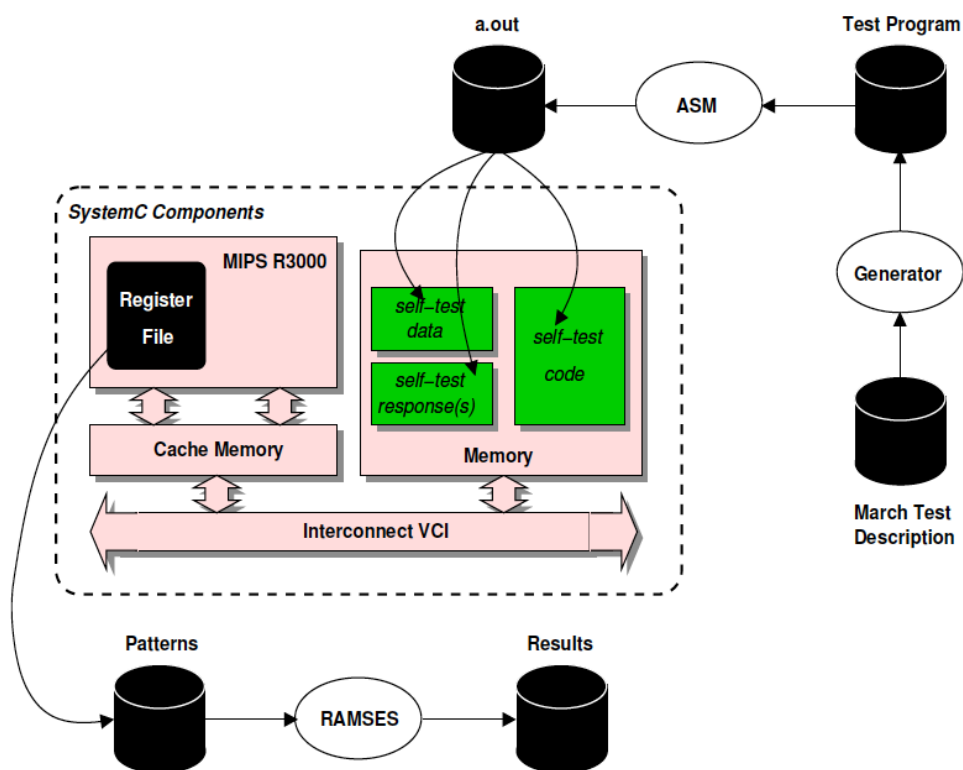 a.out
Test Program
ASM
SystemC Components
MIPS R3000
Register
File
Generator
self−test
data
self−test
code
self−test
response(s)
Cache Memory
Memory
Interconnect VCI
March Test
Description
Patterns
Results
RAMSES